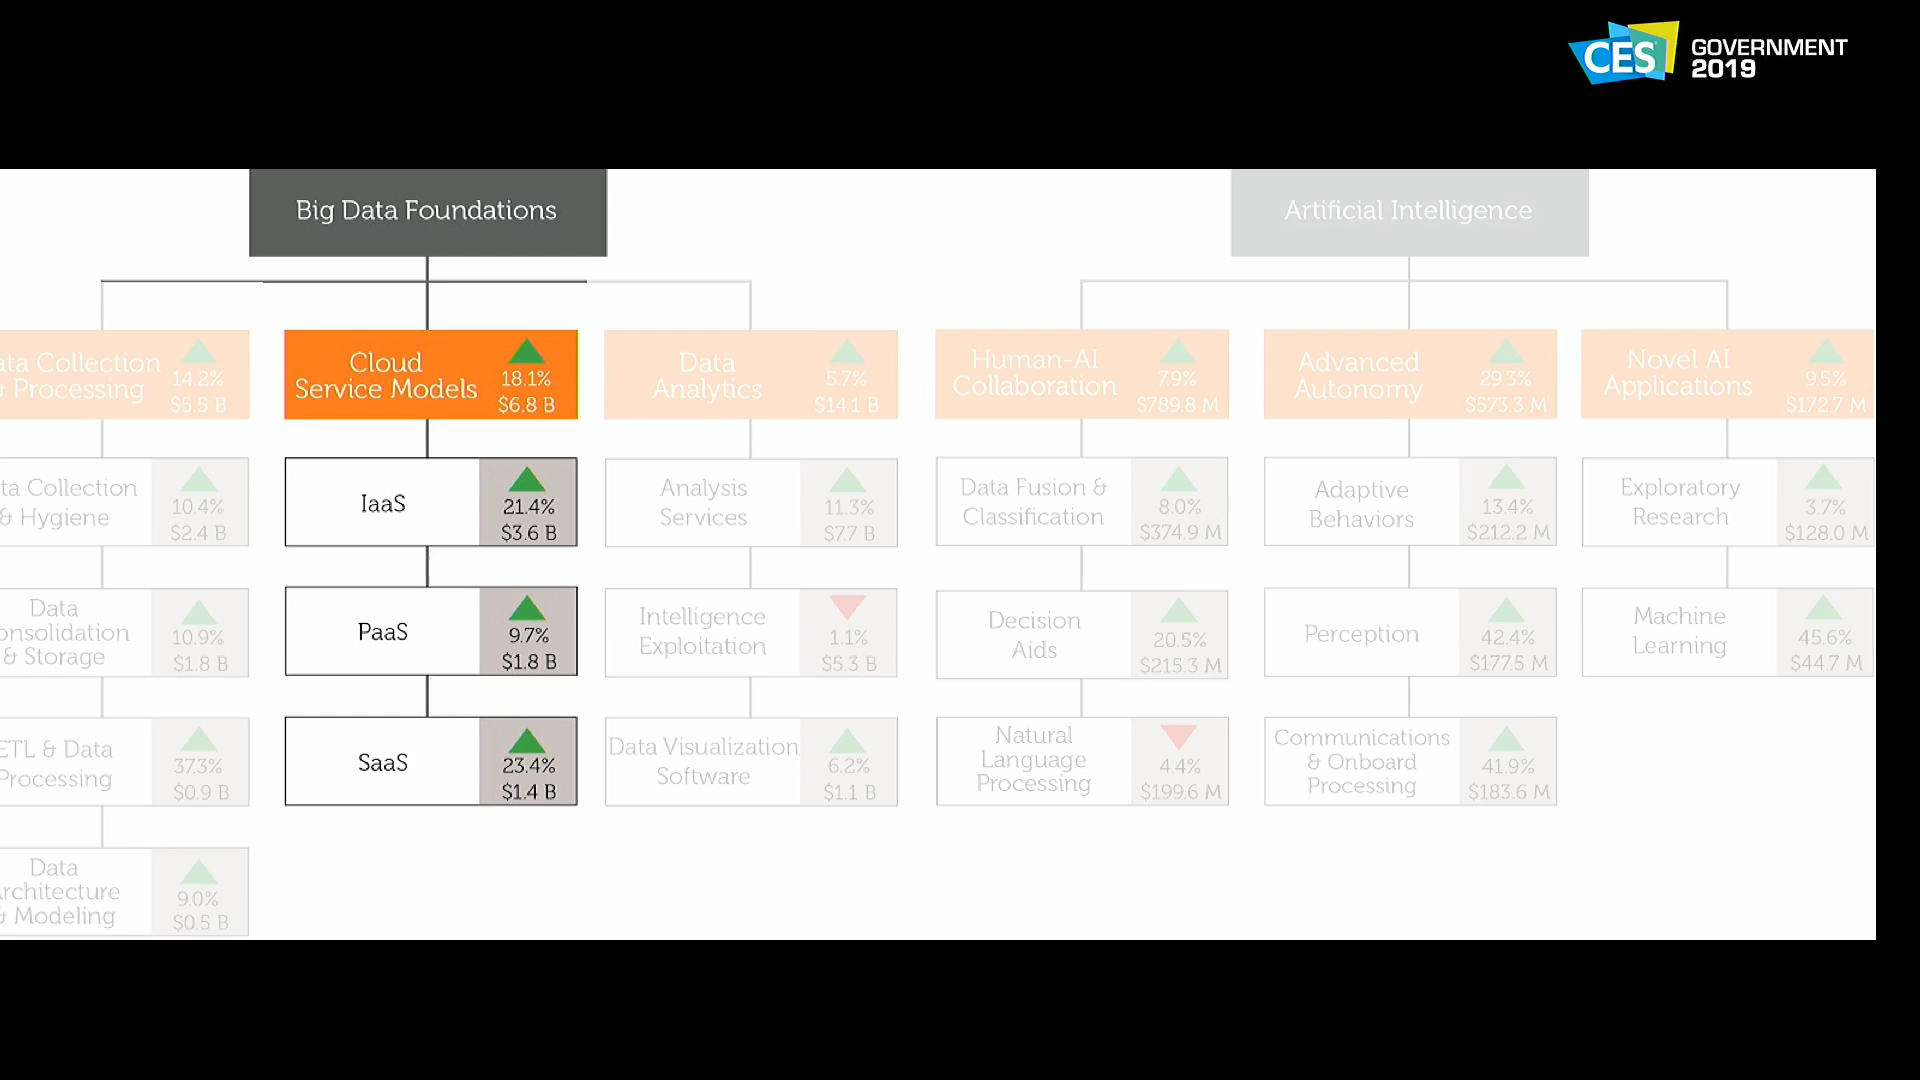 CES GOVERNMENT
2019
Big Data Foundations
Artificial Intelligence
ata Collection
& Processing
14.2%
$5.5 B
Cloud
Service Models
18.1%
$6.8 B
Data
Analytics
5.7%
$14.1 B
Human-AI
Collaboration
7.9%
$789.8 M
Advanced
Autonomy
29.3%
$573.3 M
Novel AI
Applications
9.5%
$172.7 M
ta Collection
& Hygiene
10.4%
$2.4 B
IaaS
21.4%
$3.6 B
Analysis
Services
11.3%
$7.7 B
Data Fusion &
Classification
8.0%
$374.9 M
Adaptive
Behaviors
13.4%
$212.2 M
Exploratory
Research
3.7%
$128.0 M
Data
onsolidation
& Storage
10.9%
$1.8 B
PaaS
9.7%
$1.8 B
Intelligence
Exploitation
1.1%
$5.3 B
Decision
Aids
20.5%
$215.3 M
Perception
42.4%
$177.5 M
Machine
Learning
45.6%
$44.7 M
ETL & Data
Processing
37.3%
$0.9 B
SaaS
23.4%
$1.4 B
Data Visualization
Software
6.2%
$1.1 B
Natural
Language
Processing
4.4%
$199.6 M
Communications
& Onboard
Processing
41.9%
$183.6 M
Data
rchitecture
& Modeling
9.0%
$0.5 B